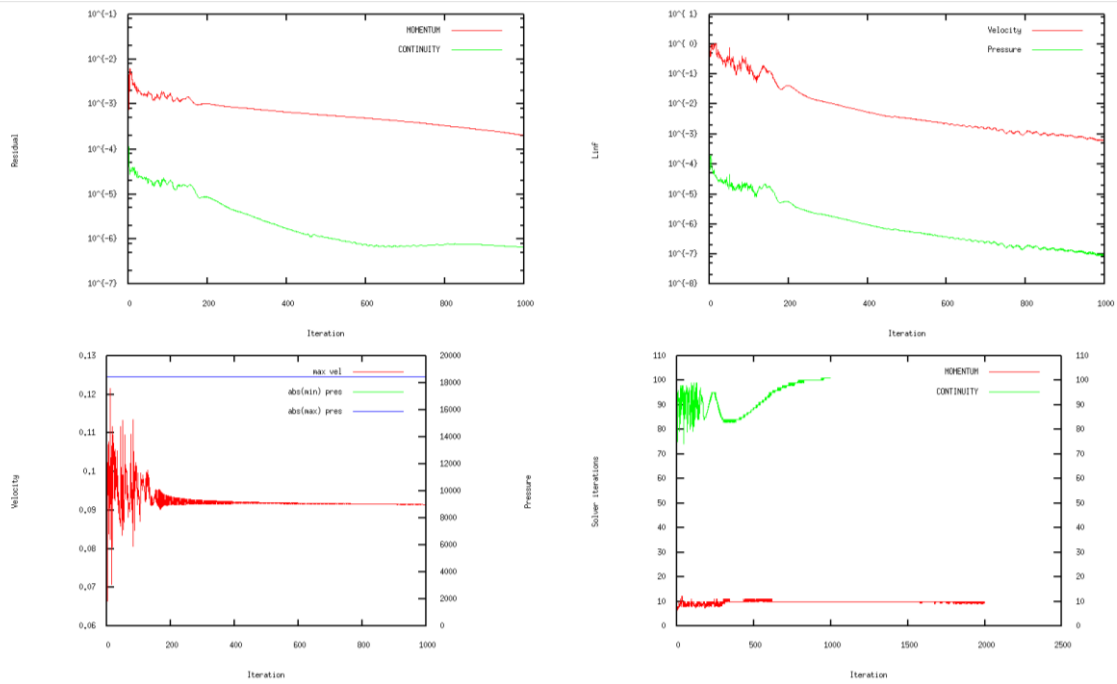 10^{-1}
MOMENTUM
CONTINUITY
10^{-2}
10^{-3}
10^{-4}
10^{-5}
10^{-6}
10^{-7}
Residual
0 200 400 600 800 1000
Iteration
10^{ 1}
Velocity
10^{ 0}
Pressure
10^{-1}
10^{-2}
10^{-3}
10^{-4}
10^{-5}
10^{-6}
10^{-7}
10^{-8}
Linf
0 200 400 600 800 1000
Iteration
0,13 20000
max vel
18000
abs(min) pres
0,12 16000
abs(max) pres
0,11 14000
12000
0,1
10000
0,09
8000
0,08
6000
4000
0,07
2000
0,06 0
Velocity
Pressure
0 200 400 600 800 1000
Iteration
110 110
MOMENTUM
100 100
CONTINUITY
90 90
80 80
70 70
60 60
50 50
40 40
30 30
20 20
10 10
0 0
Solver iterations
0 500 1000 1500 2000 2500
Iteration